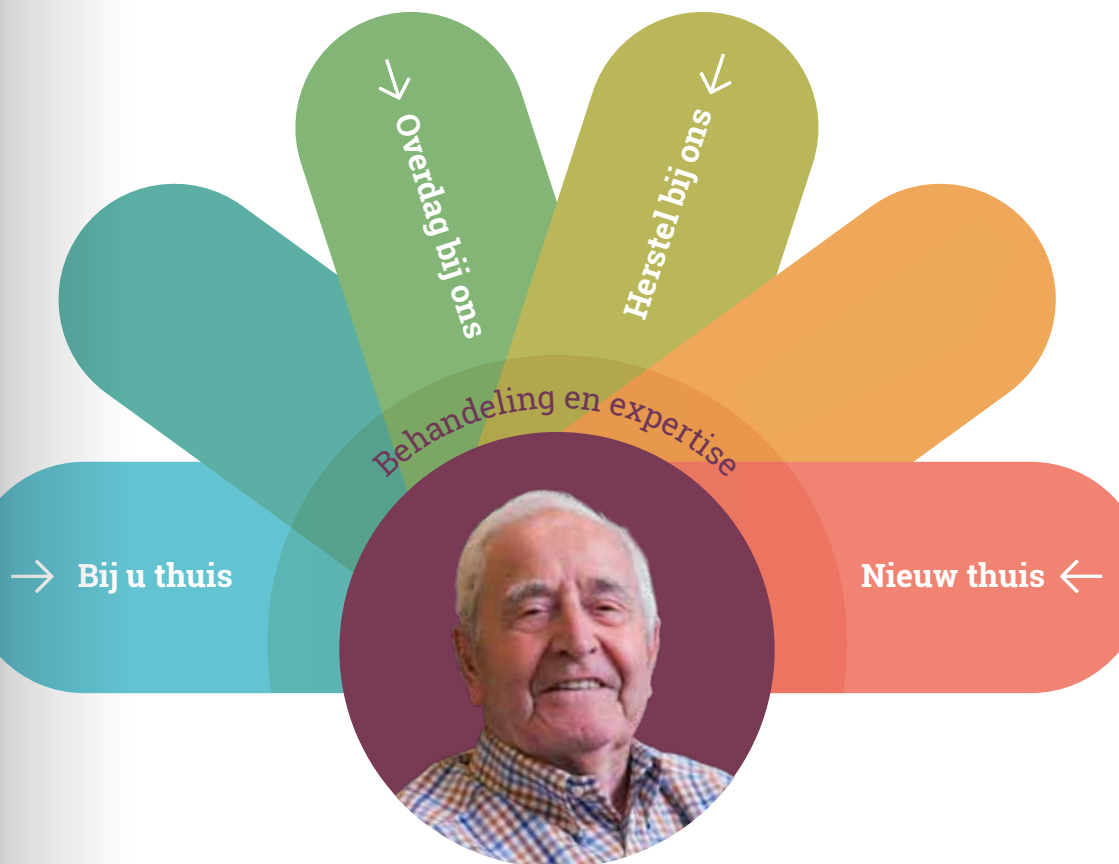 Overdag bij ons
Herstel bij ons
Behandeling en expertise
Bij u thuis
Nieuw thuis